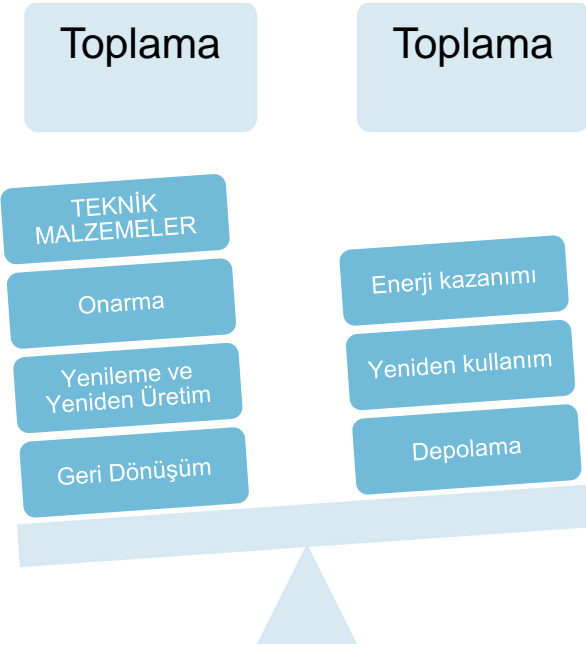 Toplama
TEKNİK
MALZEMELER
Onarma
Yenileme ve
Yeniden Üretim
Geri Dönüşüm
Toplama
Enerji kazanımı
Yeniden kullanım
Depolama